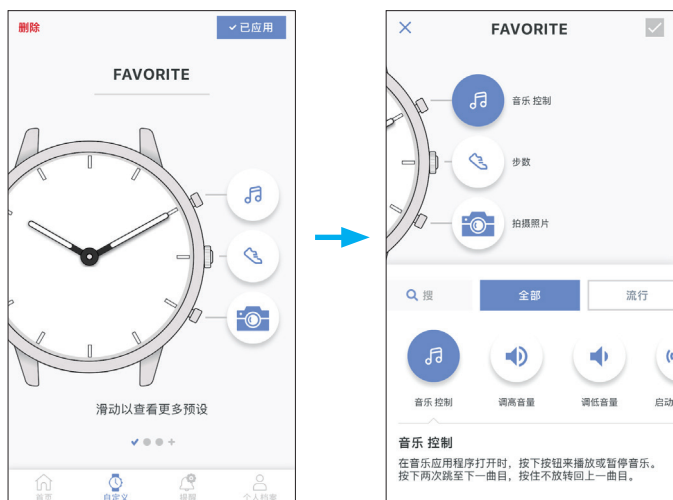 删除
✓已应用
FAVORITE
滑动以查看更多预设
首页
自定义
提醒
个人档案
FAVORITE
音乐 控制
步数
拍摄照片
搜
全部
流行
音乐 控制
调高音量
调低音量
启动
音乐 控制
在音乐应用程序打开时，按下按钮来播放或暂停音乐。
按下两次跳至下一曲目，按住不放转回上一曲目。